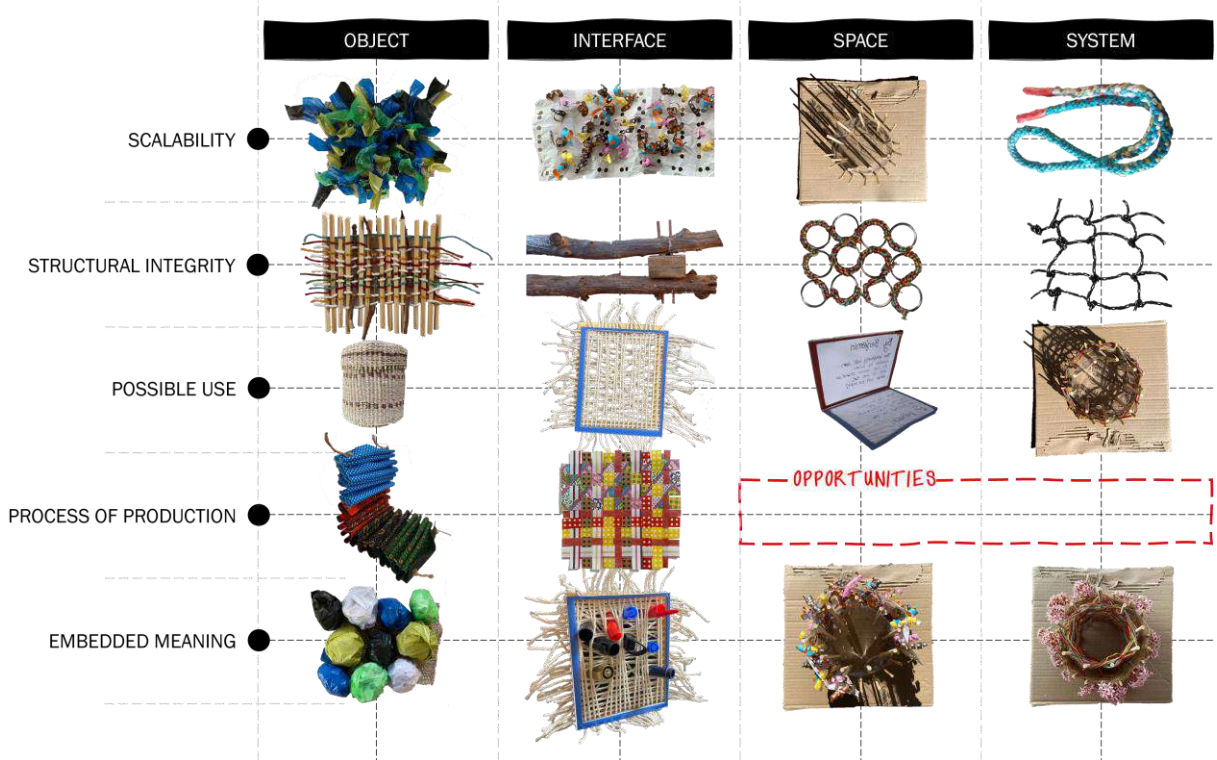 OBJECT
INTERFACE
SPACE
SYSTEM
SCALABILITY
STRUCTURAL INTEGRITY
POSSIBLE USE
OPPORTUNITIES
PROCESS OF PRODUCTION
EMBEDDED MEANING